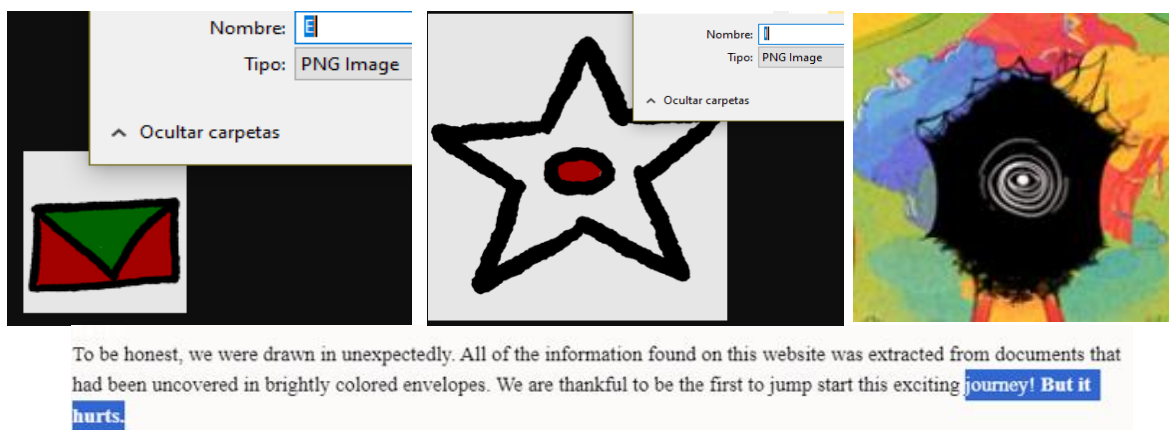 Nombre: E
Tipo: PNG Image
Ocultar carpetas
Nombre: I
Tipo: PNG Image
Ocultar carpetas
To be honest, we were drawn in unexpectedly. All of the information found on this website was extracted from documents that
had been uncovered in brightly colored envelopes. We are thankful to be the first to jump start this exciting journey! But it
hurts.